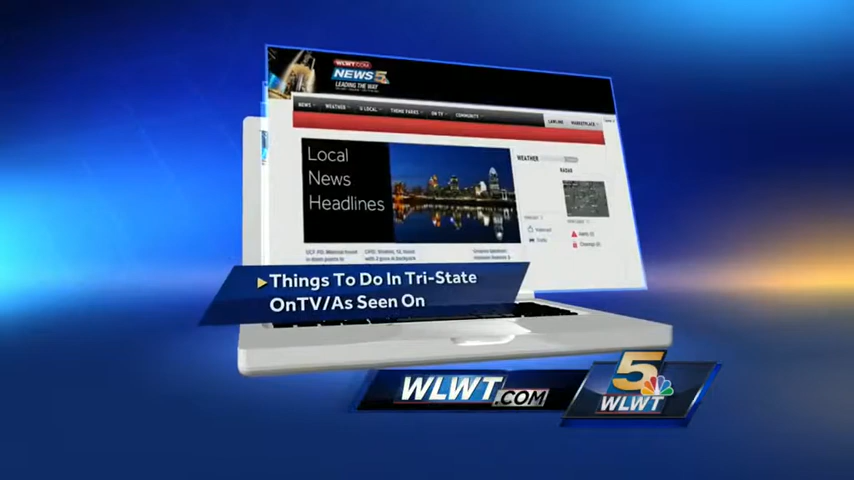 WLWT.COM
NEWS 5
LEADING THE WAY
NEWS WEATHER U LOCAL THEME PARKS ON TV COMMUNITY
MARKETPLACE
Local
News
Headlines
WEATHER
RADAR
Things To Do In Tri-State
OnTV/As Seen On
WLWT.COM
5
WLWT